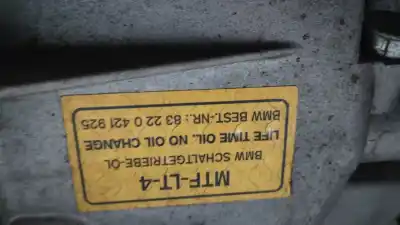 MTF-LT-4
BMW SCHALTGETRIEBE-ÖL
LIFE TIME OIL. NO OIL CHANGE
BMW BEST.-NR.: 83 22 0 421 925